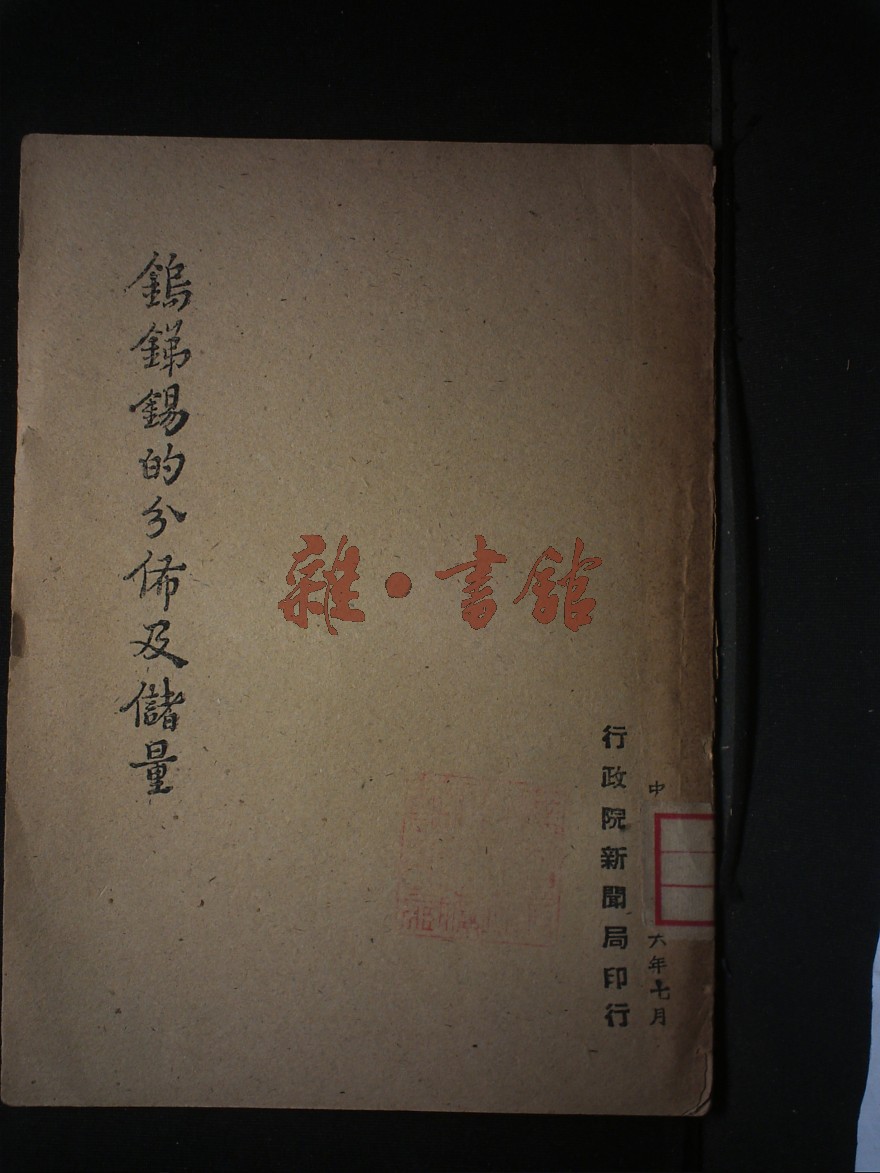 中
六年七月
行政院新聞局印行
鎢銻錫的分佈及儲量
雜·書館